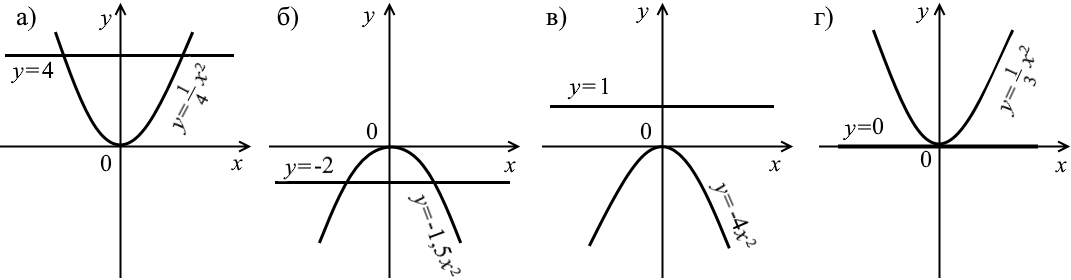 а)
y
y=4
y=1/4x²
0
x
б)
y
0
x
y=-2
y=-1,5x²
в)
y
y=1
0
x
y=-4x²
г)
y
y=1/3x²
y=0
0
x